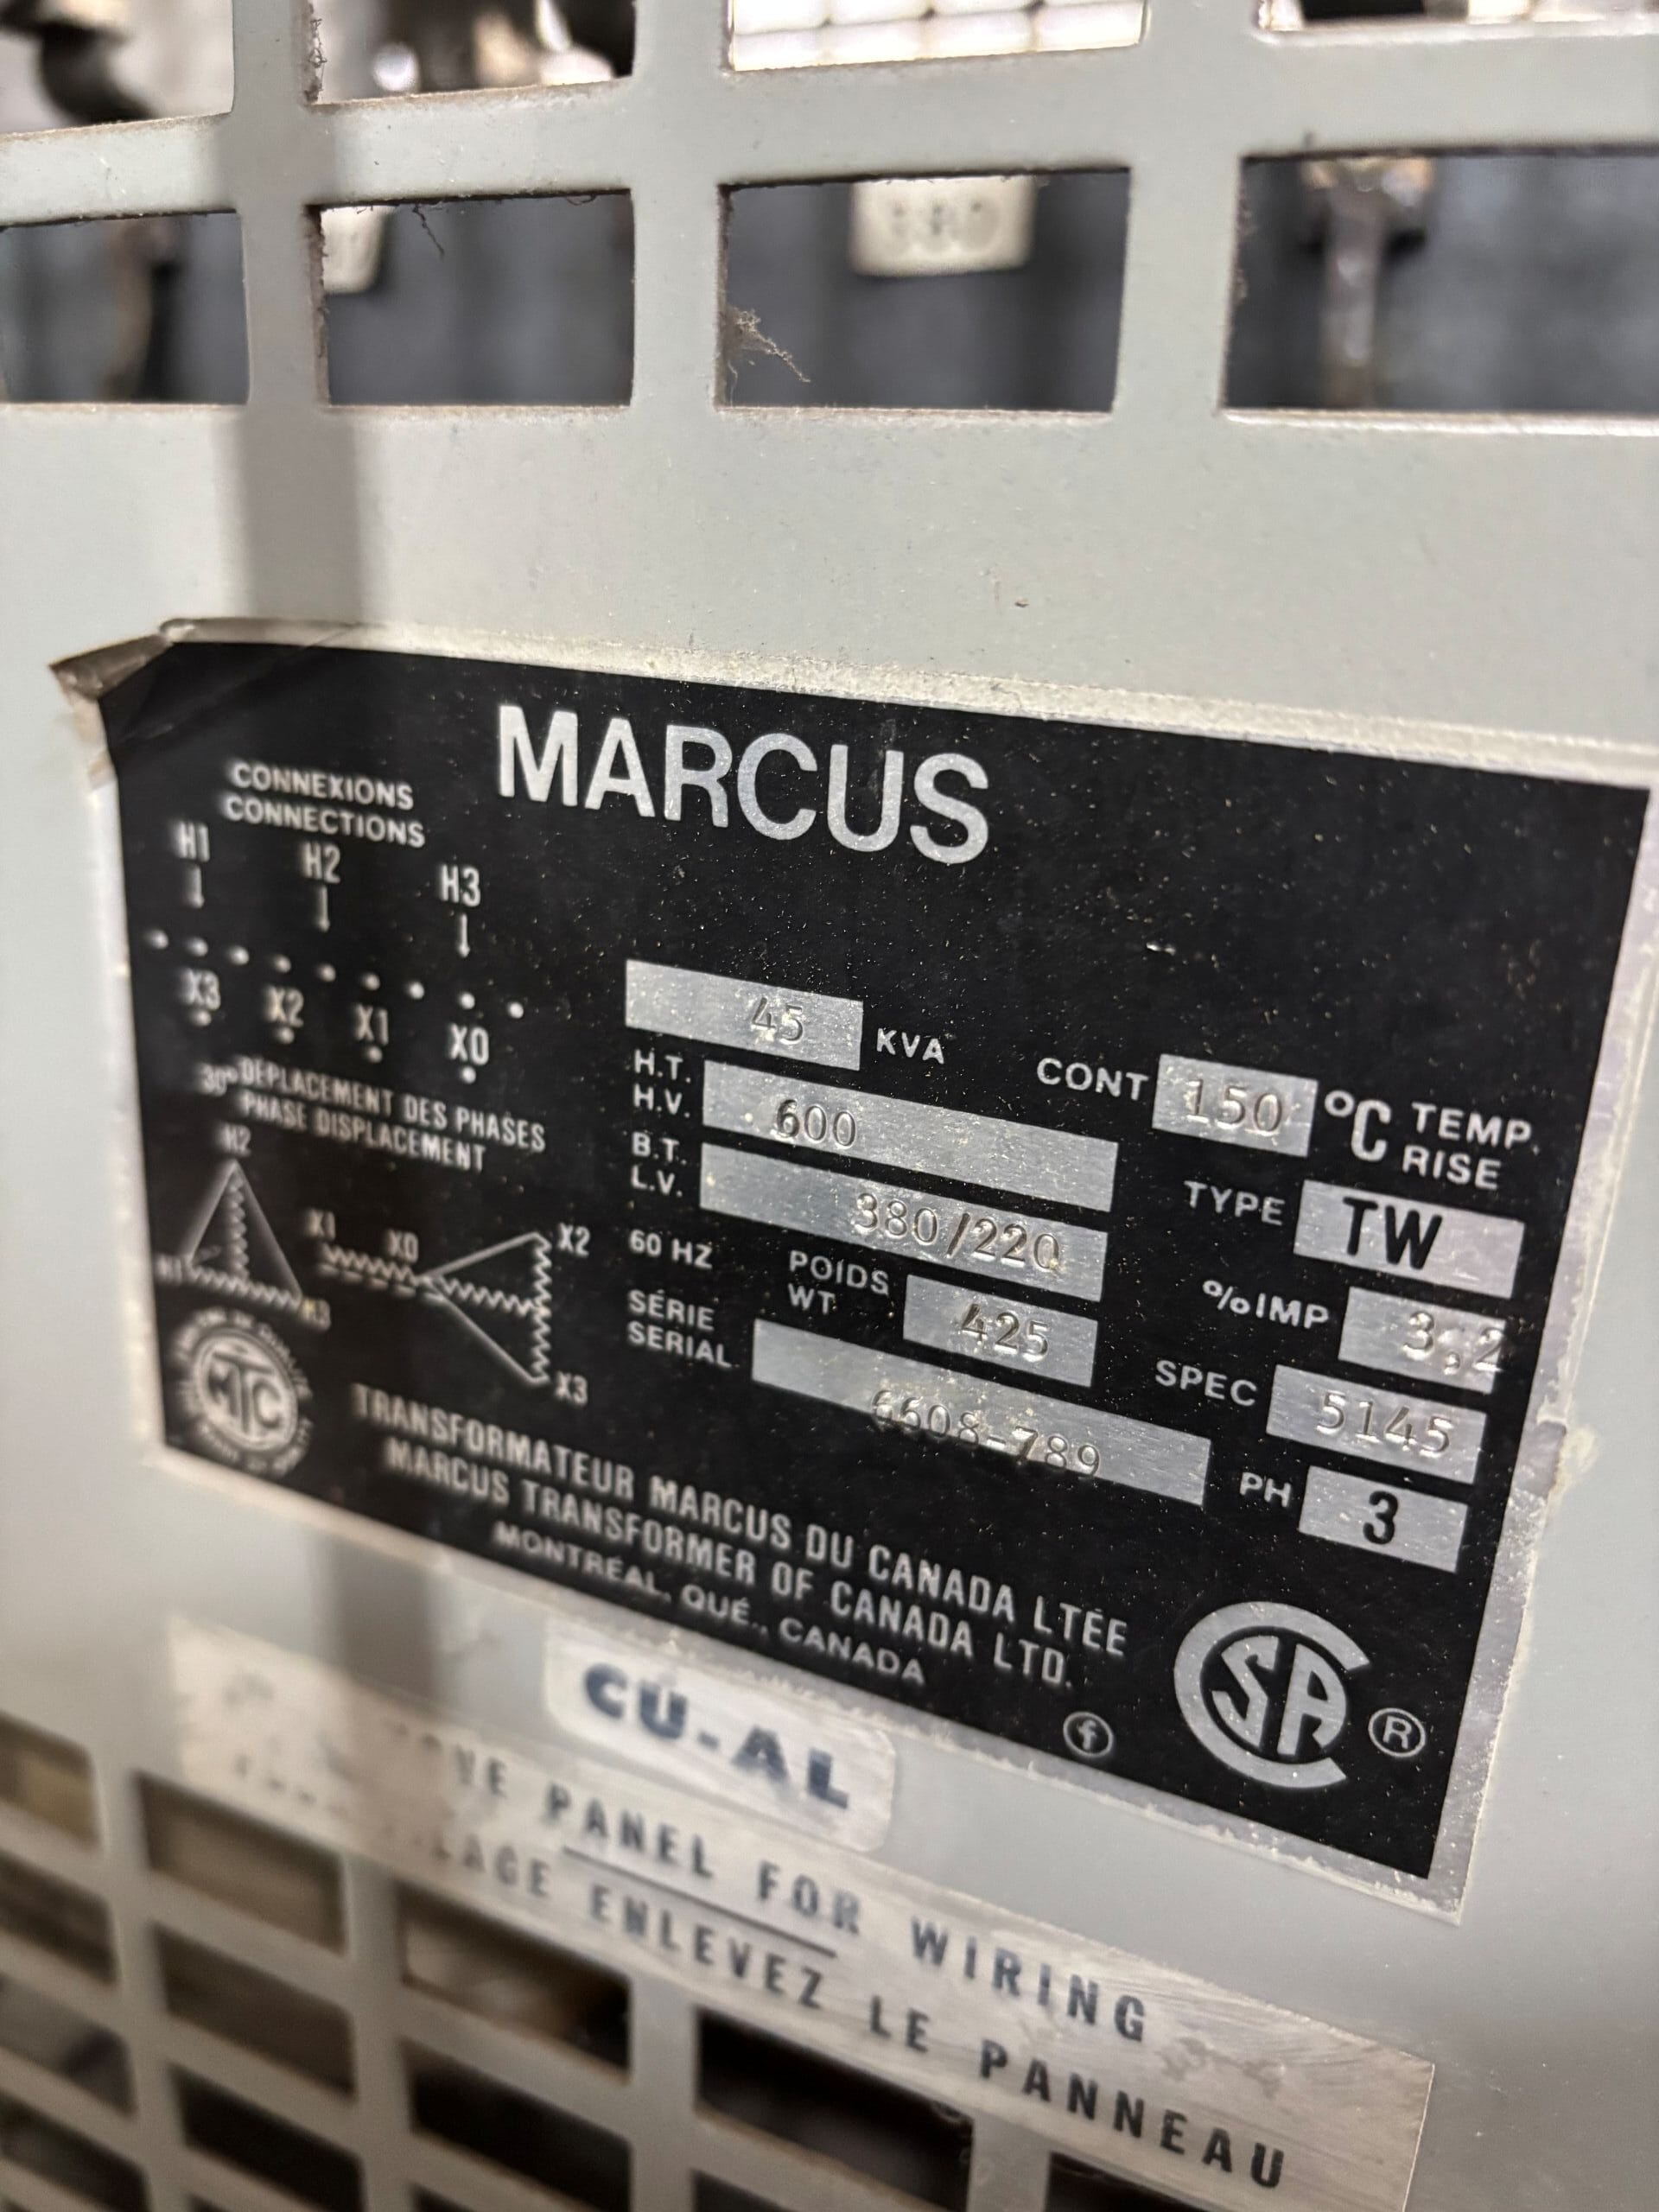 MARCUS
CONNEXIONS
CONNECTIONS
H1 H2 H3
X3 X2 X1 X0
30° DÉPLACEMENT DES PHASES
PHASE DISPLACEMENT
H2
H1
H3
X1 X0 X2
X3
45 KVA
CONT 150 °C TEMP.
RISE
H.T.
H.V. 600
TYPE TW
B.T.
L.V. 380/220
60 HZ
POIDS
WT 425
% IMP 3,2
SÉRIE
SERIAL 6608-789
SPEC 5145
PH 3
MTC
TRANSFORMATEUR MARCUS DU CANADA LTÉE
MARCUS TRANSFORMER OF CANADA LTD.
MONTRÉAL, QUÉ., CANADA
f
CSA ®
CU-AL
PANEL FOR WIRING
ENLEVEZ LE PANNEAU